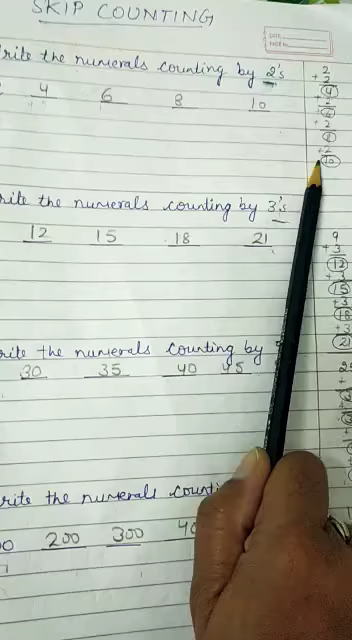 SKIP COUNTING
rite the numerals counting by 2's
4 6 8 10
2
+ 2
4
+ 2
6
+ 2
8
+ 2
10
rite the numerals counting by 3's
12 15 18 21
9
+ 3
12
+ 3
15
+ 3
18
+ 3
21
rite the numerals counting by
30 35 40 45
rite the numerals counti
00 200 300 40